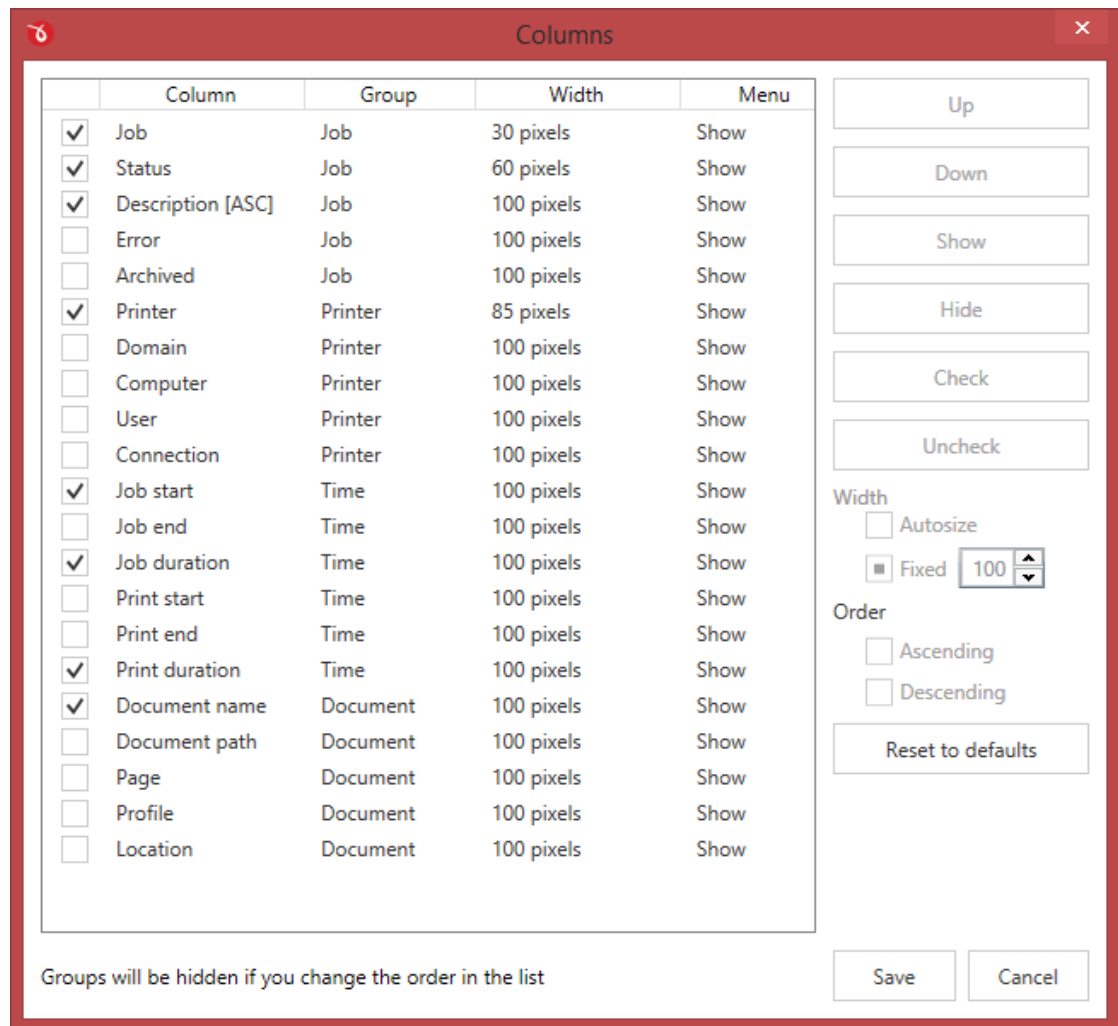 Columns
Column Group Width Menu
Job Job 30 pixels Show
Status Job 60 pixels Show
Description [ASC] Job 100 pixels Show
Error Job 100 pixels Show
Archived Job 100 pixels Show
Printer Printer 85 pixels Show
Domain Printer 100 pixels Show
Computer Printer 100 pixels Show
User Printer 100 pixels Show
Connection Printer 100 pixels Show
Job start Time 100 pixels Show
Job end Time 100 pixels Show
Job duration Time 100 pixels Show
Print start Time 100 pixels Show
Print end Time 100 pixels Show
Print duration Time 100 pixels Show
Document name Document 100 pixels Show
Document path Document 100 pixels Show
Page Document 100 pixels Show
Profile Document 100 pixels Show
Location Document 100 pixels Show
Up
Down
Show
Hide
Check
Uncheck
Width
Autosize
Fixed 100
Order
Ascending
Descending
Reset to defaults
Groups will be hidden if you change the order in the list
Save Cancel